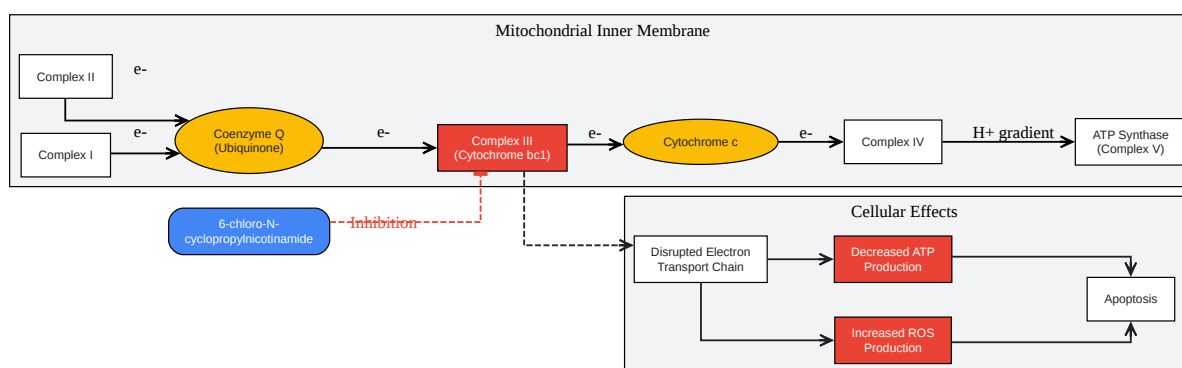 Mitochondrial Inner Membrane
Complex II
e-
Complex I
e-
Coenzyme Q
(Ubiquinone)
e-
Complex III
(Cytochrome bc1)
e-
Cytochrome c
e-
Complex IV
H+ gradient
ATP Synthase
(Complex V)
6-chloro-N-
cyclopropylnicotinamide
Inhibition
Cellular Effects
Disrupted Electron
Transport Chain
Decreased ATP
Production
Increased ROS
Production
Apoptosis